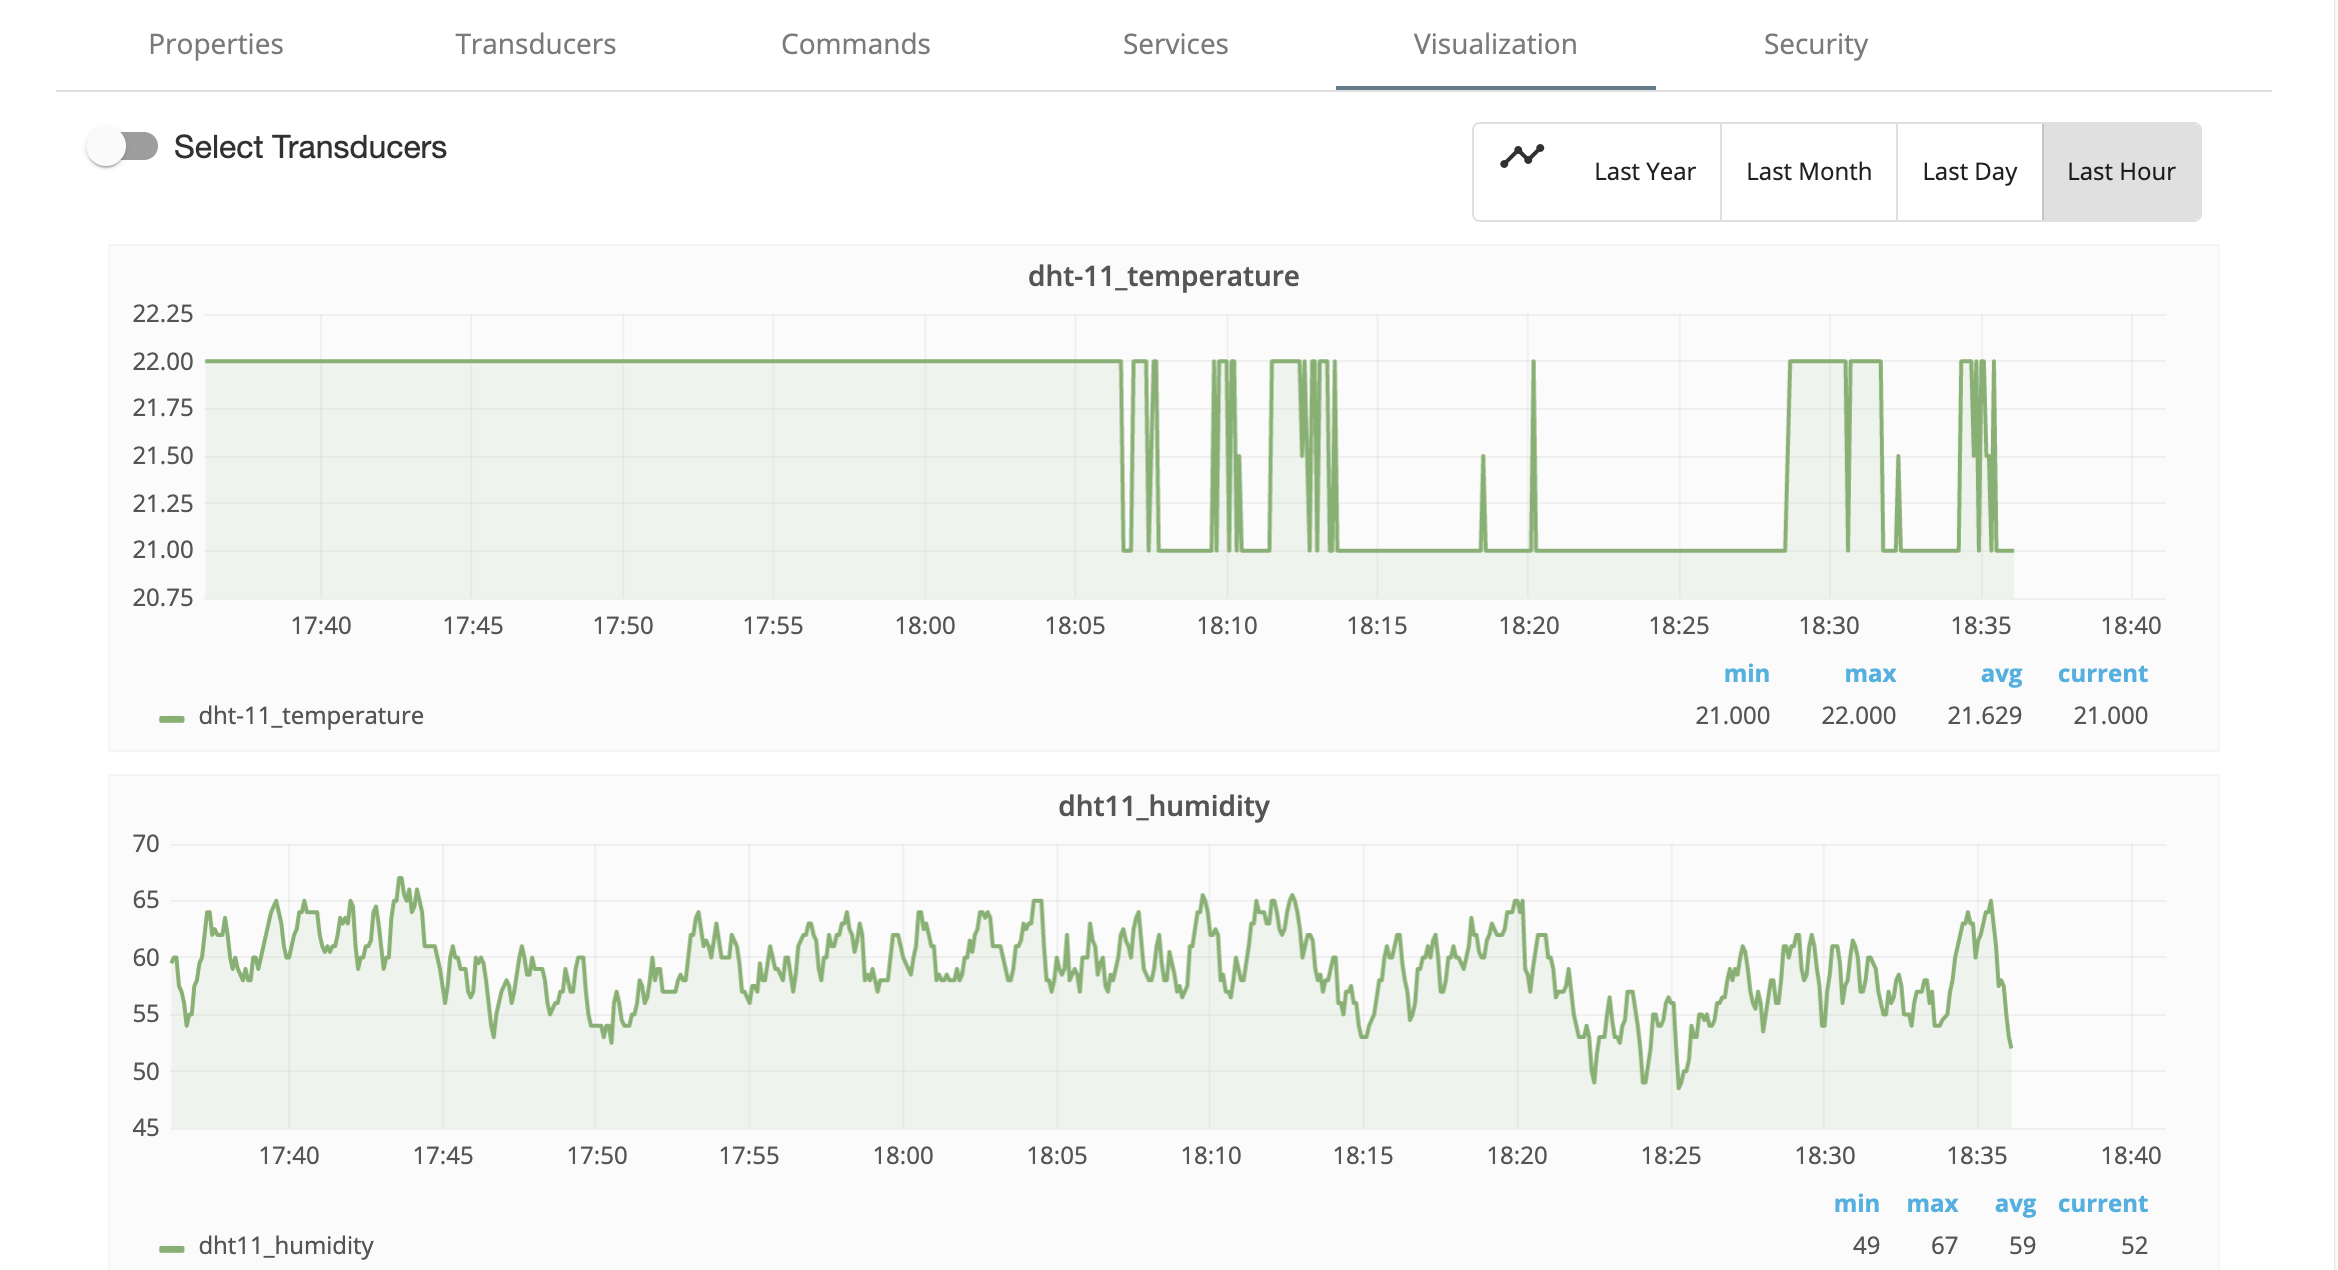 Properties Transducers Commands Services Visualization Security
Select Transducers
Last Year Last Month Last Day Last Hour
dht-11_temperature
22.25
22.00
21.75
21.50
21.25
21.00
20.75
17:40 17:45 17:50 17:55 18:00 18:05 18:10 18:15 18:20 18:25 18:30 18:35 18:40
min max avg current
dht-11_temperature 21.000 22.000 21.629 21.000
dht11_humidity
70
65
60
55
50
45
17:40 17:45 17:50 17:55 18:00 18:05 18:10 18:15 18:20 18:25 18:30 18:35 18:40
min max avg current
dht11_humidity 49 67 59 52